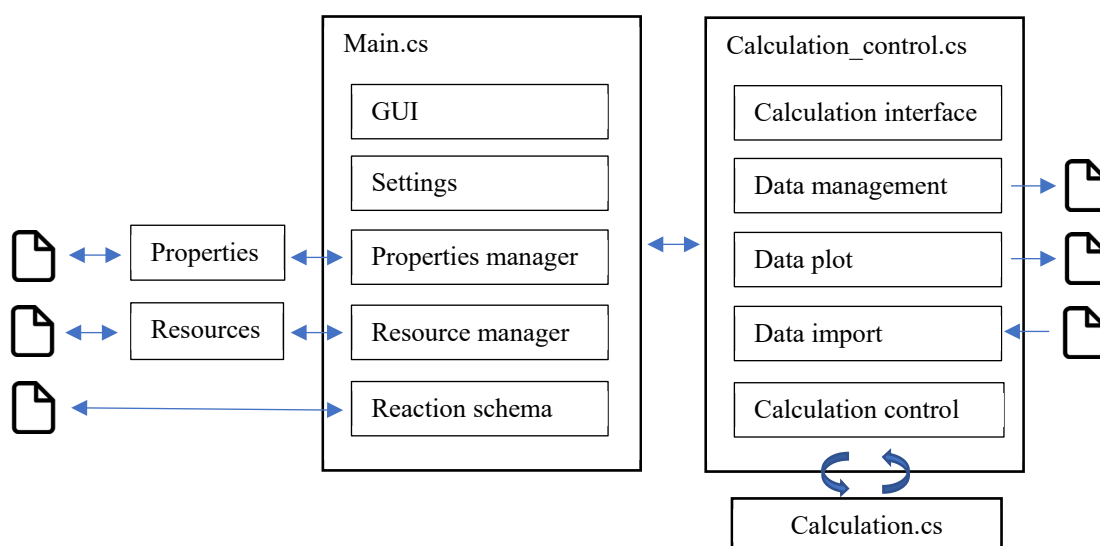 Main.cs
GUI
Settings
Properties manager
Resource manager
Reaction schema
Properties
Resources
Calculation_control.cs
Calculation interface
Data management
Data plot
Data import
Calculation control
Calculation.cs